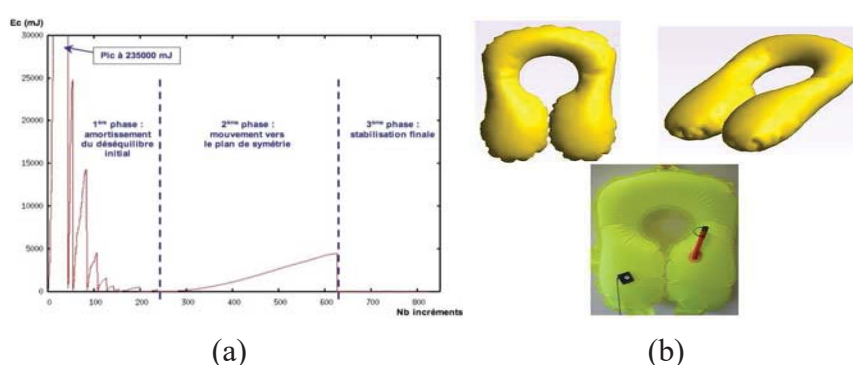 Ec (mJ)
30000
25000
20000
15000
10000
5000
0
Pic à 235000 mJ
1ère phase :
amortissement
du déséquilibre
initial
2ème phase :
mouvement vers
le plan de symétrie
3ème phase :
stabilisation finale
0 100 200 300 400 500 600 700 800
Nb incréments
(a)
(b)